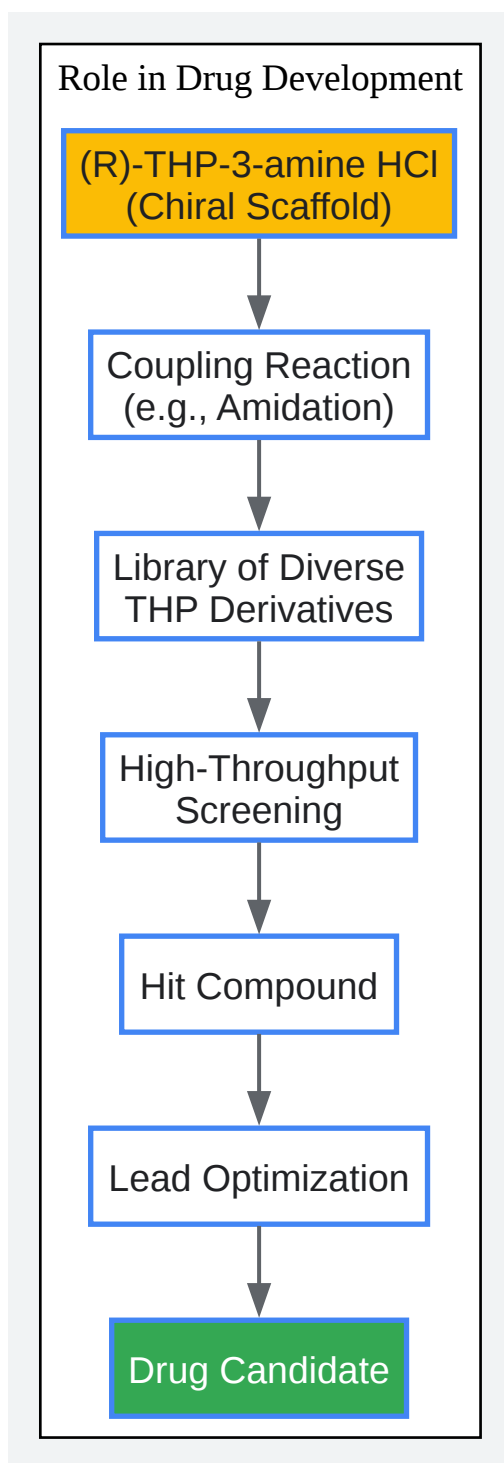 Role in Drug Development
(R)-THP-3-amine HCl
(Chiral Scaffold)
Coupling Reaction
(e.g., Amidation)
Library of Diverse
THP Derivatives
High-Throughput
Screening
Hit Compound
Lead Optimization
Drug Candidate